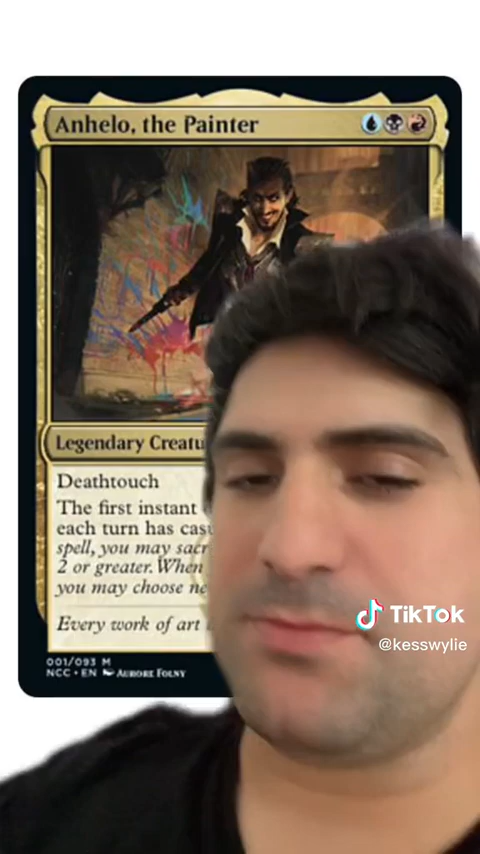 Anhelo, the Painter
Legendary Creatu
Deathtouch
The first instant
each turn has cas
spell, you may sacr
2 or greater. When
you may choose ne
Every work of art
001/093 M
NCC • EN AURORE FOLNY
TikTok
@kesswylie